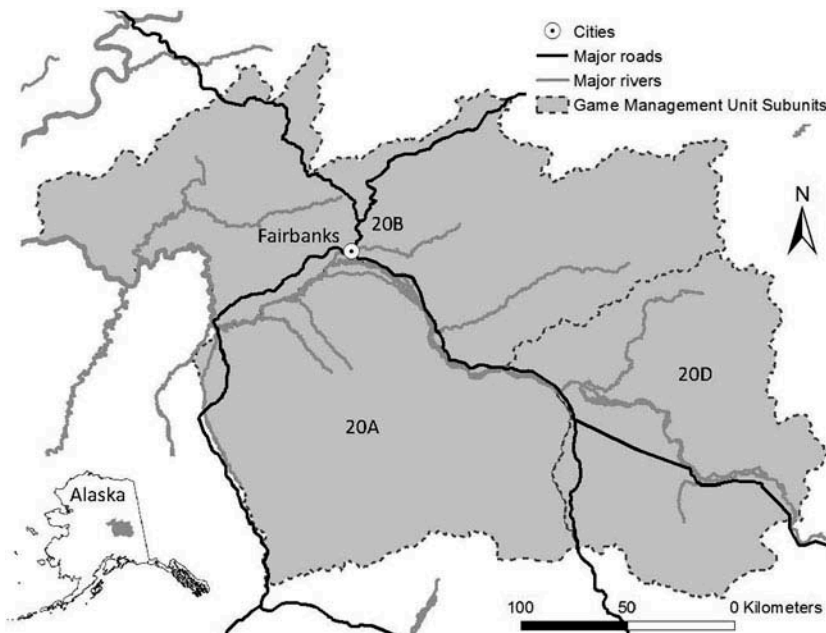 Cities
Major roads
Major rivers
Game Management Unit Subunits
N
20B
Fairbanks
20D
20A
Alaska
100 50 0 Kilometers